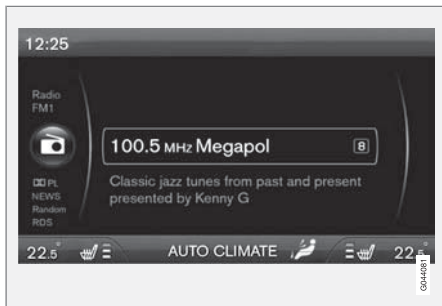 12:25
Radio
FM1
100.5 MHz Megapol 8
Classic jazz tunes from past and present
presented by Kenny G
PL
NEWS
Random
RDS
22.5° AUTO CLIMATE 22.5°
G044081